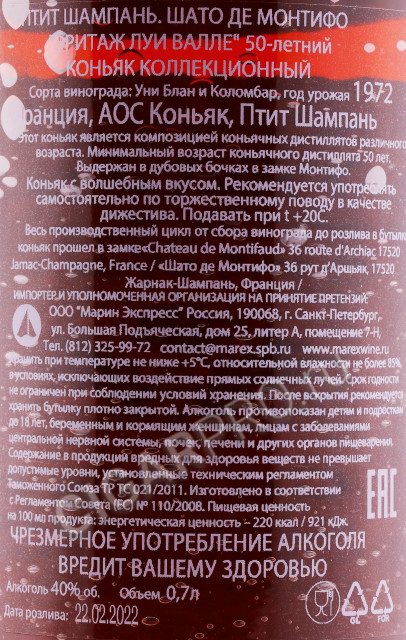 ПТИТ ШАМПАНЬ. ШАТО ДЕ МОНТИФО
ЭРИТАЖ ЛУИ ВАЛЛЕ" 50-летний
КОНЬЯК КОЛЛЕКЦИОННЫЙ
Сорта винограда: Уни Блан и Коломбар, год урожая 1972
Франция, АОС Коньяк, Птит Шампань
Этот коньяк является композицией коньячных дистиллятов различного
возраста. Минимальный возраст коньячного дистиллята 50 лет.
Выдержан в дубовых бочках в замке Монтифо.
Коньяк с волшебным вкусом. Рекомендуется употреблять
самостоятельно по торжественному поводу в качестве
дижестива. Подавать при t +20C.
Весь производственный цикл от сбора винограда до розлива в бутылку
коньяк прошел в замке «Chateau de Montifaud» 36 route d'Archiac 17520
Jarnac-Champagne, France / «Шато де Монтифо» 36 рут д'Аршьяк, 17520
Жарнак-Шампань, Франция /
ИМПОРТЕР.И УПОЛНОМОЧЕННАЯ ОРГАНИЗАЦИЯ НА ПРИНЯТИЕ ПРЕТЕНЗИЙ:
ООО "Марин Экспресс" Россия, 190068, г. Санкт-Петербург,
ул. Большая Подъяческая, дом 25, литер А, помещение 7-Н,
Тел. (812) 325-99-72 contact@marex.spb.ru www.marexwine.ru
Хранить при температуре не ниже +5°С, относительной влажности не более 85%
в условиях, исключающих воздействие прямых солнечных лучей. Срок годности
не ограничен при соблюдении условий хранения. После вскрытия рекомендуется
хранить бутылку плотно закрытой. Алкоголь противопоказан детям и подросткам
до 18 лет, беременным и кормящим женщинам, лицам с заболеваниями
центральной нервной системы, почек, печени и других органов пищеварения.
Содержание в продукции вредных для здоровья веществ не превышает
допустимые уровни, установленные техническим регламентом
Таможенного Союза ТР ТС 021/2011. Изготовлено в соответствии
с Регламентом Совета (ЕС) № 110/2008. Пищевая ценность
на 100 мл продукта: энергетическая ценность – 220 ккал / 921 кДж.
EAC
ЧРЕЗМЕРНОЕ УПОТРЕБЛЕНИЕ АЛКОГОЛЯ
ВРЕДИТ ВАШЕМУ ЗДОРОВЬЮ
Алкоголь 40% об. Объем 0,7л
Дата розлива: 22.02.2022
GL FOR